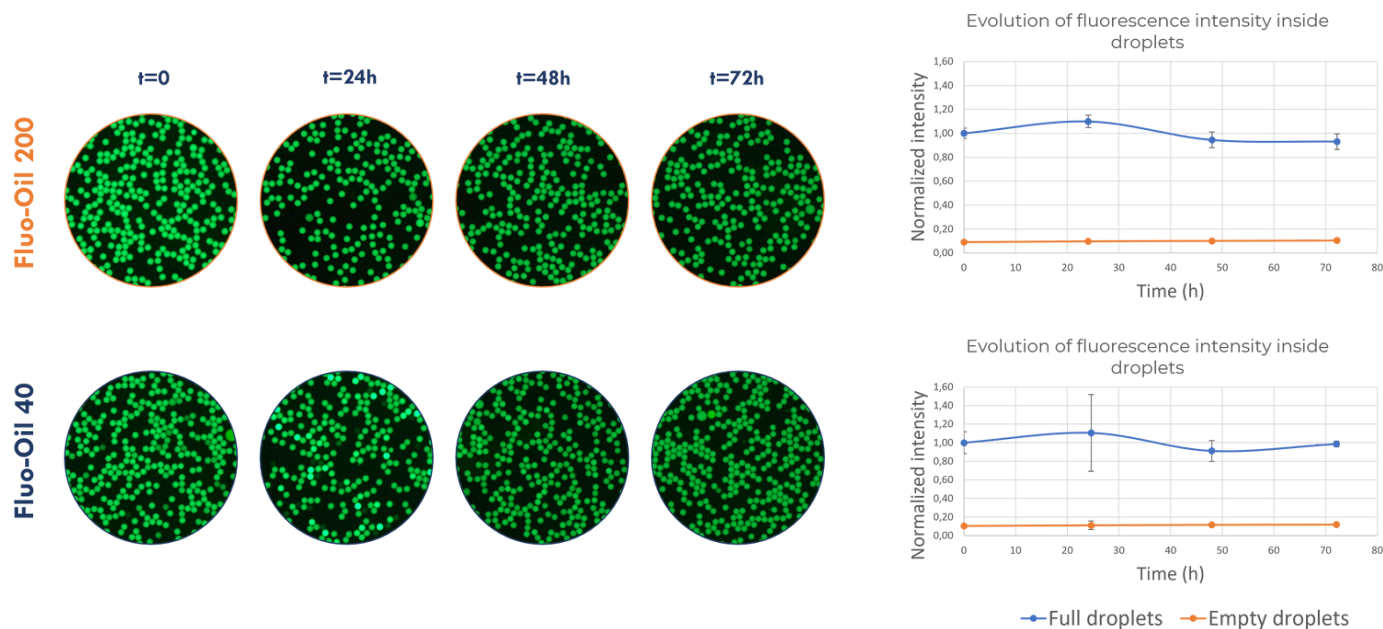 t=0
t=24h
t=48h
t=72h
Fluo-Oil 200
Evolution of fluorescence intensity inside
droplets
Normalized intensity
1,60
1,40
1,20
1,00
0,80
0,60
0,40
0,20
0,00
0 10 20 30 40 50 60 70 80
Time (h)
Fluo-Oil 40
Evolution of fluorescence intensity inside
droplets
Normalized intensity
1,60
1,40
1,20
1,00
0,80
0,60
0,40
0,20
0,00
0 10 20 30 40 50 60 70 80
Time (h)
Full droplets
Empty droplets